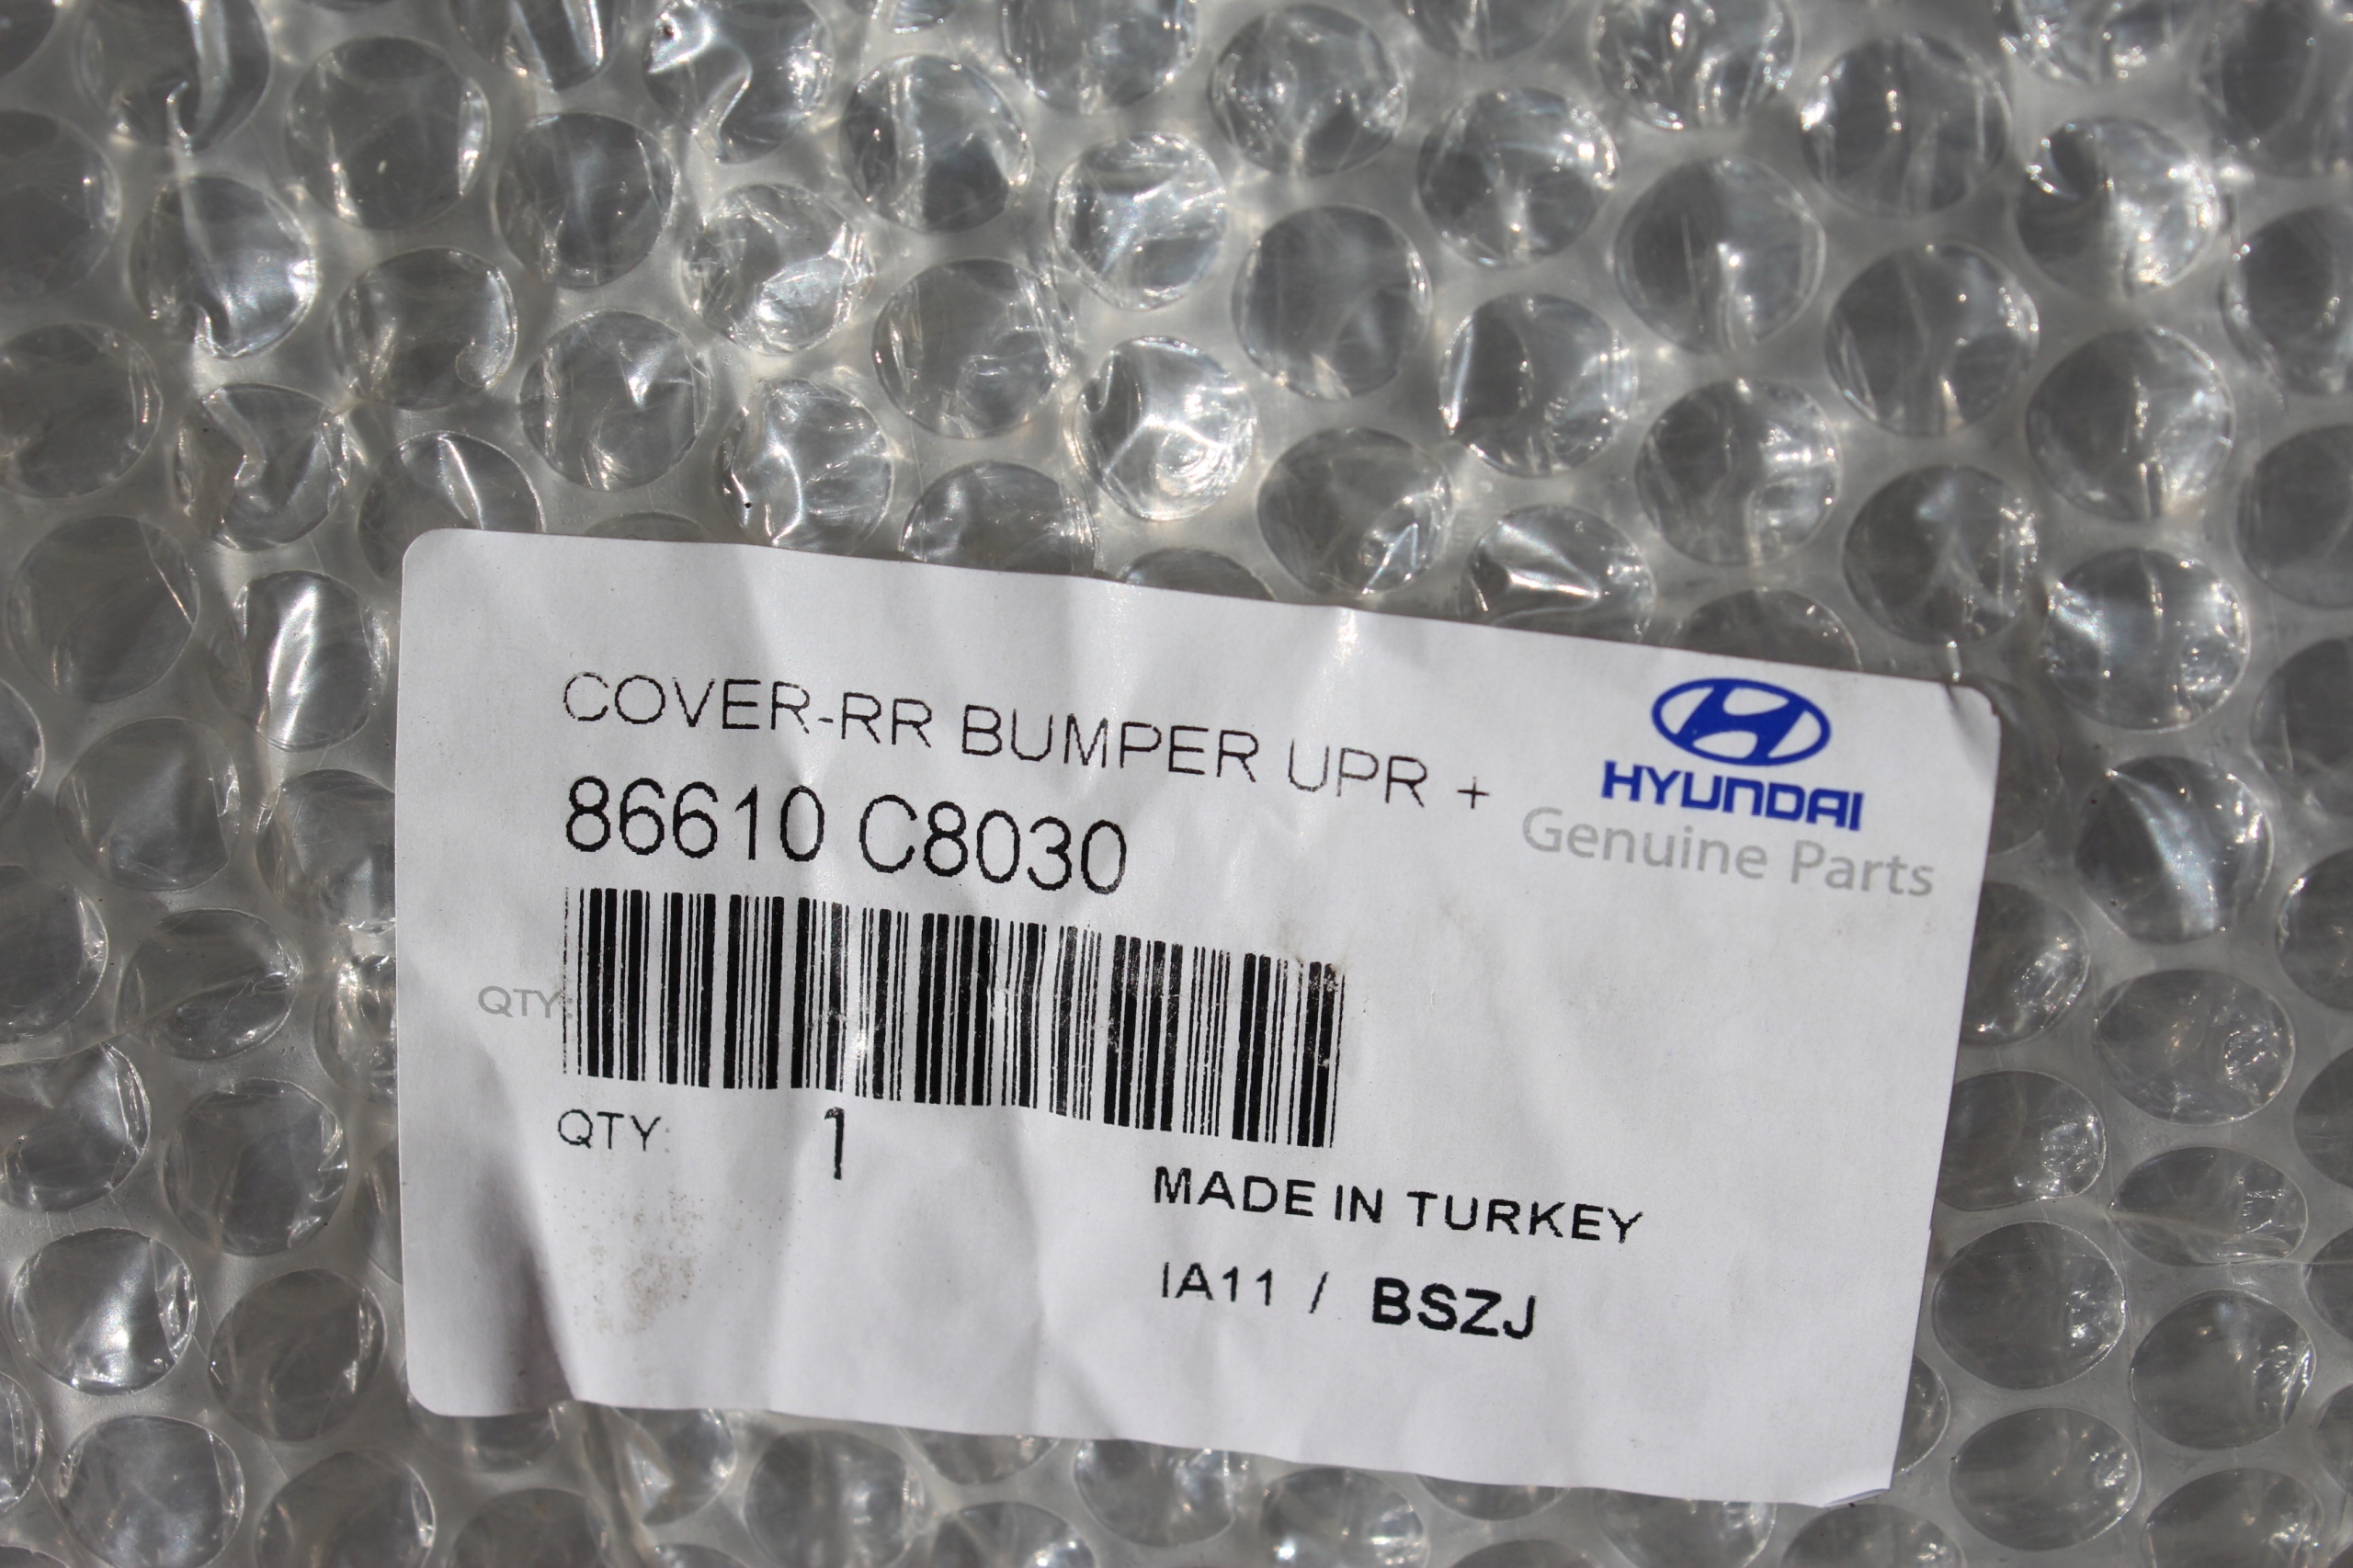 COVER-RR BUMPER UPR +
86610 C8030
HYUNDAI
Genuine Parts
QTY:
QTY: 1
MADE IN TURKEY
IA11 / BSZJ